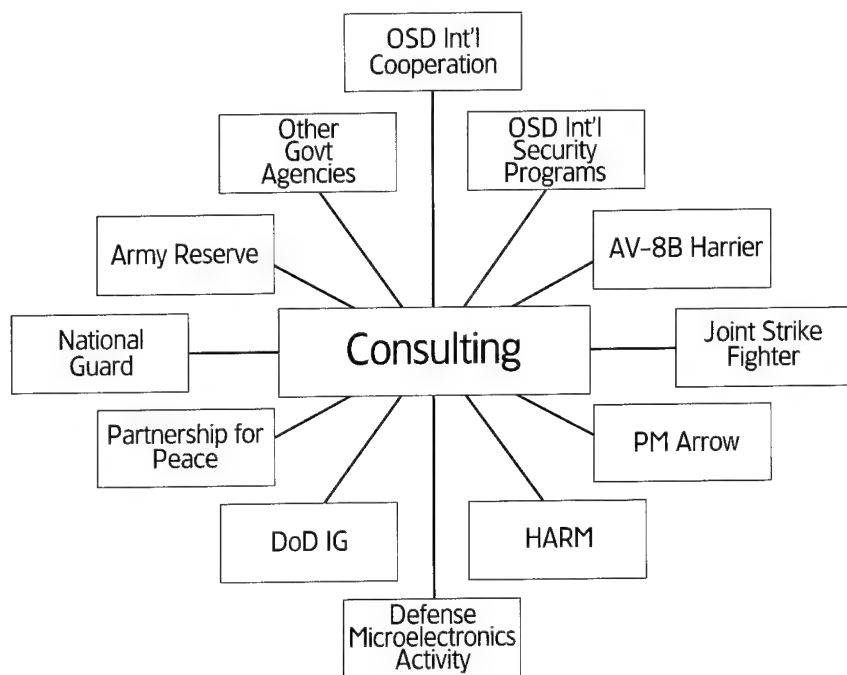 OSD Int'l
Cooperation
Other
Govt
Agencies
OSD Int'l
Security
Programs
Army Reserve
AV-8B Harrier
National
Guard
Consulting
Joint Strike
Fighter
Partnership for
Peace
PM Arrow
DoD IG
HARM
Defense
Microelectronics
Activity